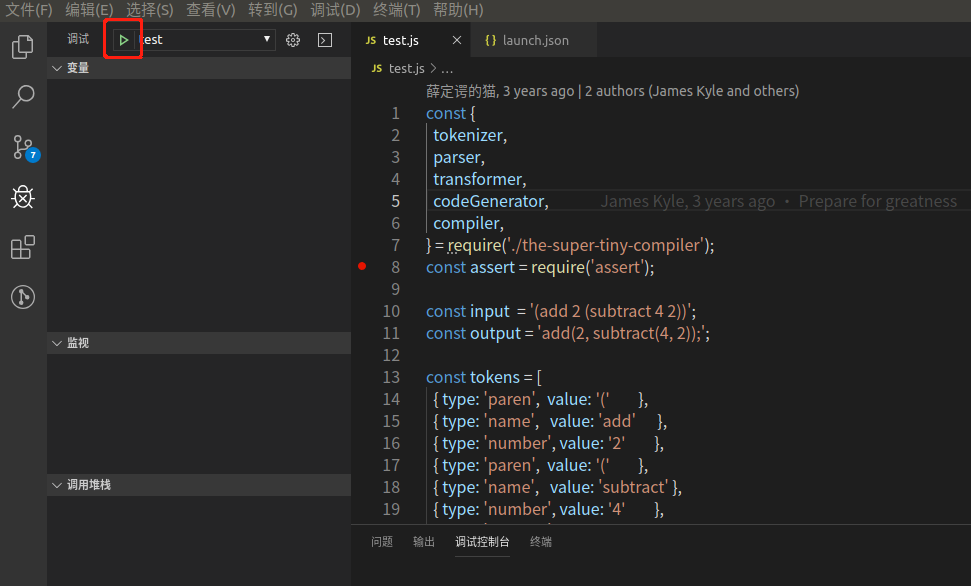 文件(F) 编辑(E) 选择(S) 查看(V) 转到(G) 调试(D) 终端(T) 帮助(H)
调试 test
JS test.js {} launch.json
变量
JS test.js > ...
薛定谔的猫, 3 years ago | 2 authors (James Kyle and others)
1 const {
2 tokenizer,
3 parser,
4 transformer,
5 codeGenerator, James Kyle, 3 years ago • Prepare for greatness
6 compiler,
7 } = require('./the-super-tiny-compiler');
8 const assert = require('assert');
9
10 const input = '(add 2 (subtract 4 2))';
11 const output = 'add(2, subtract(4, 2));';
12
13 const tokens = [
14 { type: 'paren', value: '(' },
15 { type: 'name', value: 'add' },
16 { type: 'number', value: '2' },
17 { type: 'paren', value: '(' },
18 { type: 'name', value: 'subtract' },
19 { type: 'number', value: '4' },
7
监视
调用堆栈
问题 输出 调试控制台 终端